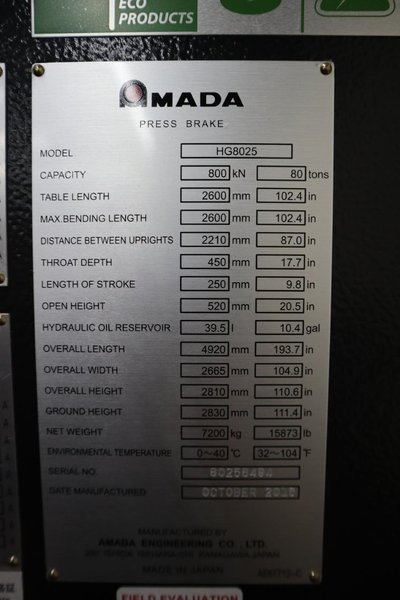 ECO
PRODUCTS
AMADA
PRESS BRAKE
MODEL HG8025
CAPACITY 800 kN 80 tons
TABLE LENGTH 2600 mm 102.4 in
MAX.BENDING LENGTH 2600 mm 102.4 in
DISTANCE BETWEEN UPRIGHTS 2210 mm 87.0 in
THROAT DEPTH 450 mm 17.7 in
LENGTH OF STROKE 250 mm 9.8 in
OPEN HEIGHT 520 mm 20.5 in
HYDRAULIC OIL RESERVOIR 39.5 l 10.4 gal
OVERALL LENGTH 4920 mm 193.7 in
OVERALL WIDTH 2665 mm 104.9 in
OVERALL HEIGHT 2810 mm 110.6 in
GROUND HEIGHT 2830 mm 111.4 in
NET WEIGHT 7200 kg 15873 lb
ENVIRONMENTAL TEMPERATURE 0～40 °C 32～104 °F
SERIAL NO.
DATE MANUFACTURED OCTOBER
MANUFACTURED BY
AMADA ENGINEERING CO., LTD.
ISHIDA ISEHARA-SHI KANAGAWA JAPAN
MADE IN JAPAN
FIELD EVALUATION